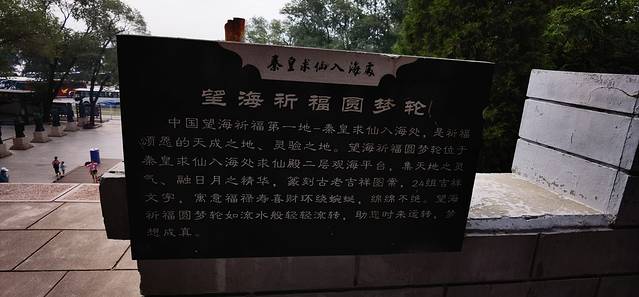 秦皇求仙入海处
望海祈福圆梦轮
中国望海祈福第一地-秦皇求仙入海处，是祈福
颂恩的天成之地、灵验之地。望海祈福圆梦轮位于
秦皇求仙入海处求仙殿二层观海平台，集天地之灵
气、融日月之精华，篆刻古老吉祥图案，24组吉祥
文字，寓意福禄寿喜财环绕蜿蜒，绵绵不绝。望海
祈福圆梦轮如流水般轻轻流转，助您时来运转，梦
想成真。